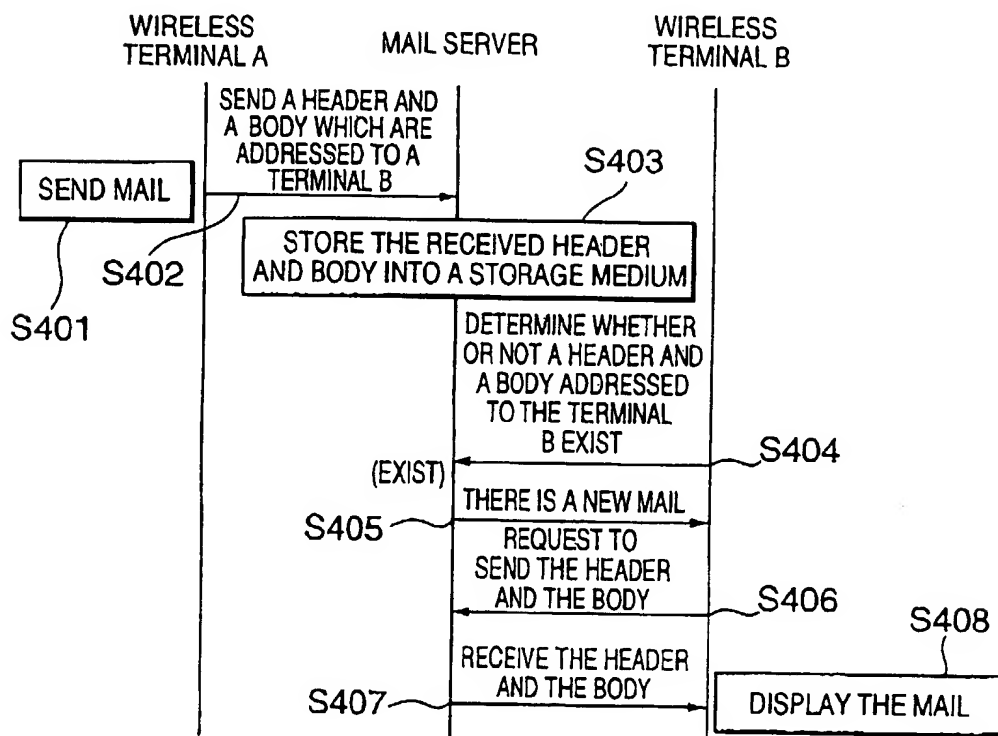 WIRELESS
TERMINAL A
MAIL SERVER
WIRELESS
TERMINAL B
SEND A HEADER AND
A BODY WHICH ARE
ADDRESSED TO A
TERMINAL B
SEND MAIL
S403
S402
STORE THE RECEIVED HEADER
AND BODY INTO A STORAGE MEDIUM
S401
DETERMINE WHETHER
OR NOT A HEADER AND
A BODY ADDRESSED
TO THE TERMINAL
B EXIST
S404
(EXIST)
THERE IS A NEW MAIL
S405
REQUEST TO
SEND THE HEADER
AND THE BODY
S406
S408
RECEIVE THE HEADER
AND THE BODY
S407
DISPLAY THE MAIL